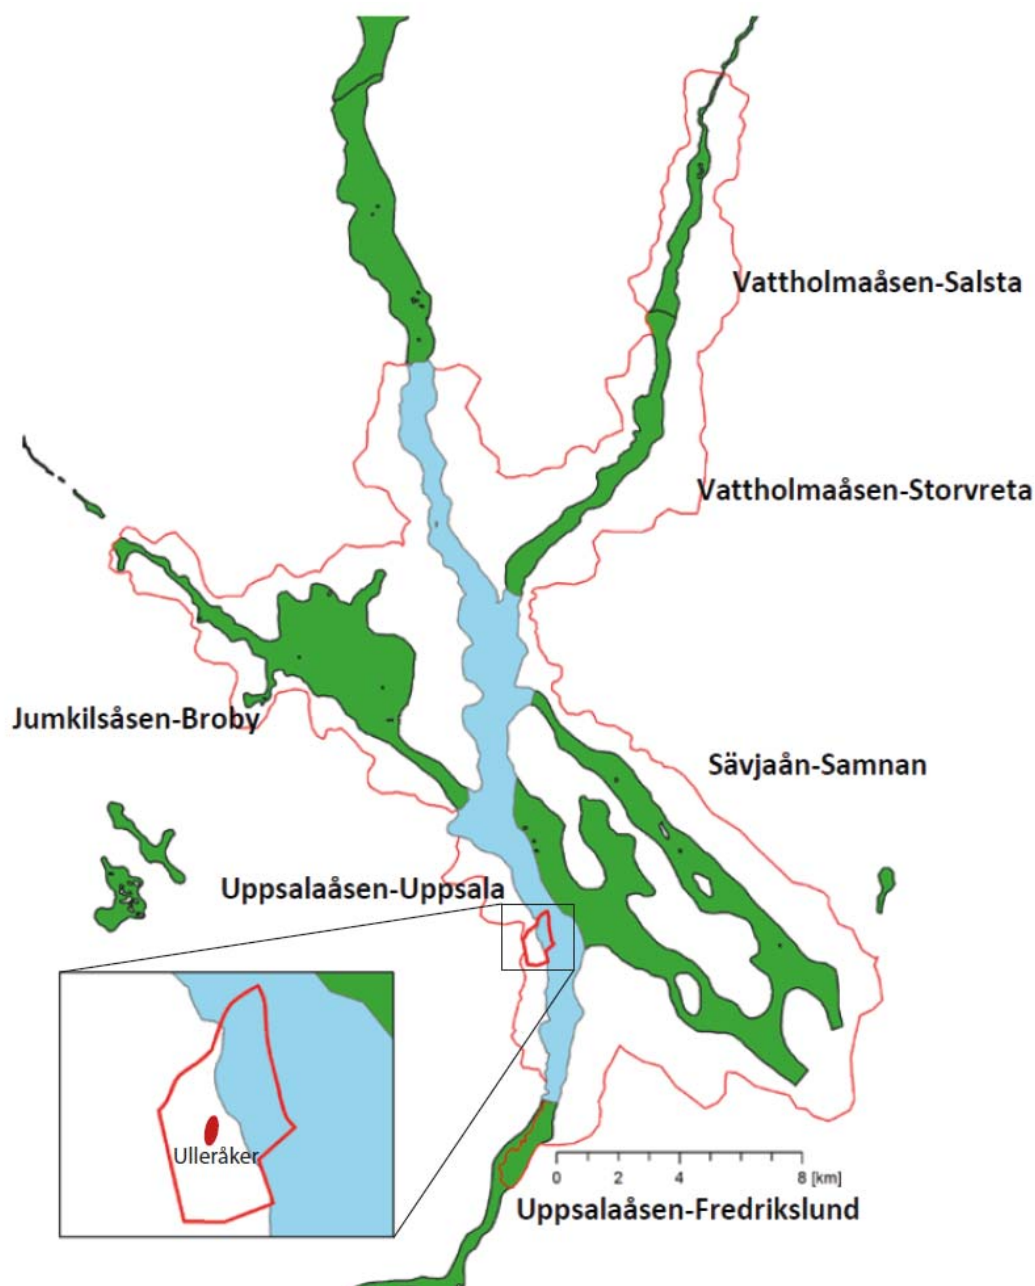 Vattholmaåsen-Salsta
Vattholmaåsen-Storvreta
Jumkilsåsen-Broby
Sävjaån-Samnan
Uppsalaåsen-Uppsala
Ulleråker
0 2 4 8 [km]
Uppsalaåsen-Fredrikslund